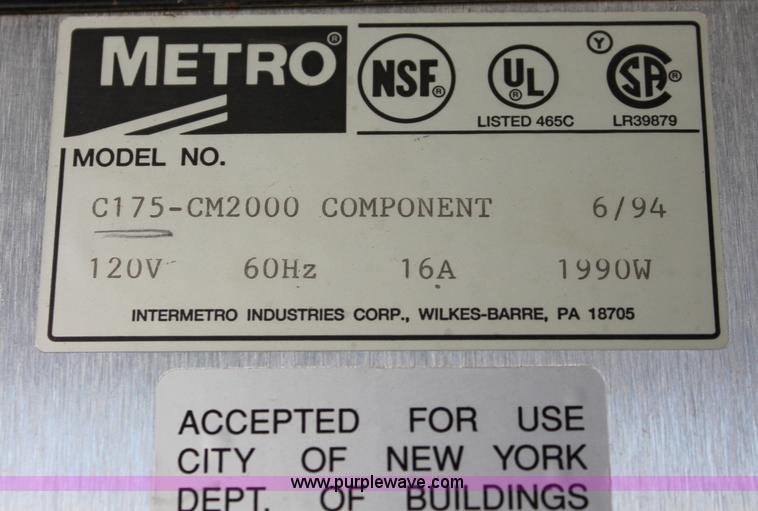 METRO®
NSF®
UL®
LISTED 465C
Y
SA®
LR39879
MODEL NO.
C175-CM2000 COMPONENT 6/94
120V 60Hz 16A 1990W
INTERMETRO INDUSTRIES CORP., WILKES-BARRE, PA 18705
ACCEPTED FOR USE
CITY OF NEW YORK
DEPT. OF BUILDINGS
www.purplewave.com